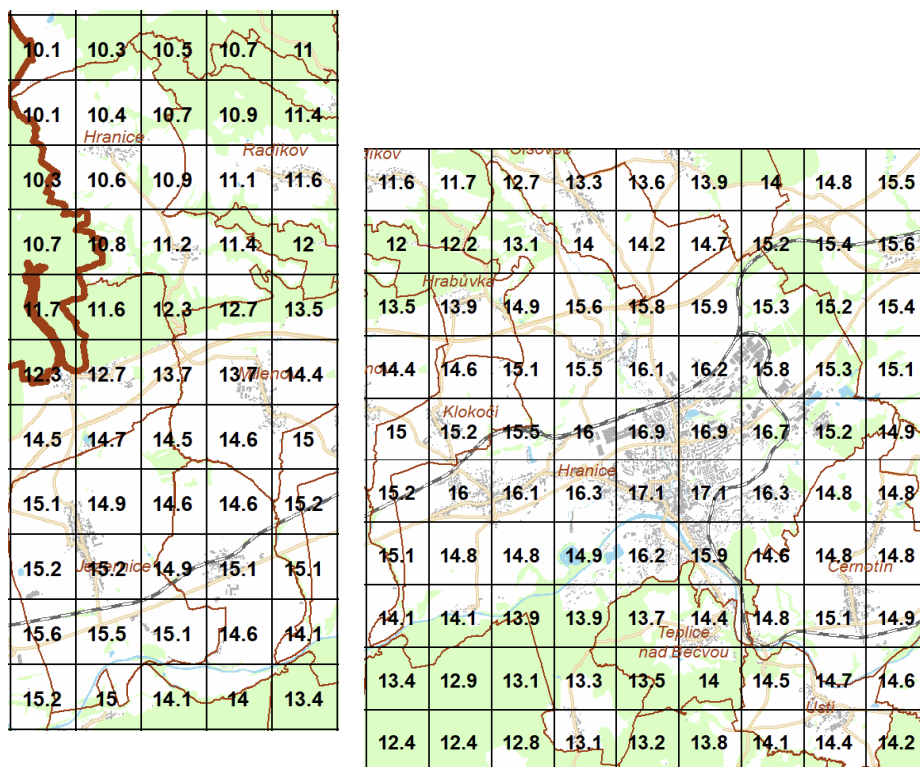 10.1 10.3 10.5 10.7 11
10.1 10.4 10.7 10.9 11.4
Hranice
Radíkov
10.3 10.6 10.9 11.1 11.6
10.7 10.8 11.2 11.4 12
11.7 11.6 12.3 12.7 13.5
12.3 12.7 13.7 13.7 14.4
14.5 14.7 14.5 14.6 15
15.1 14.9 14.6 14.6 15.2
15.2 15.2 14.9 15.1 15.1
15.6 15.5 15.1 14.6 14.1
15.2 15 14.1 14 13.4
11.6 11.7 12.7 13.3 13.6 13.9 14 14.8 15.5
12 12.2 13.1 14 14.2 14.7 15.2 15.4 15.6
Hrabůvka
13.5 13.9 14.9 15.6 15.8 15.9 15.3 15.2 15.4
14.4 14.6 15.1 15.5 16.1 16.2 15.8 15.3 15.1
Klokočí
15 15.2 15.5 16 16.9 16.9 16.7 15.2 14.9
Hranice
15.2 16 16.1 16.3 17.1 17.1 16.3 14.8 14.8
15.1 14.8 14.8 14.9 16.2 15.9 14.6 14.8 14.8
Černotín
14.1 14.1 13.9 13.9 13.7 14.4 14.8 15.1 14.9
Teplice
nad Bečvou
13.4 12.9 13.1 13.3 13.5 14 14.5 14.7 14.6
Ústí
12.4 12.4 12.8 13.1 13.2 13.8 14.1 14.4 14.2